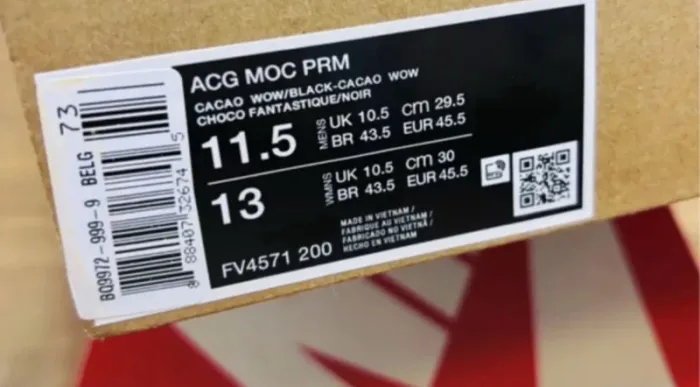 ACG MOC PRM
CACAO WOW/BLACK-CACAO WOW
CHOCO FANTASTIQUE/NOIR
11.5 MENS UK 10.5 cm 29.5
BR 43.5 EUR 45.5
13 WMNS UK 10.5 cm 30
BR 43.5 EUR 45.5
MADE IN VIETNAM /
FABRIQUE AU VIETNAM /
FABRICADO NO VIETNÃ /
HECHO EN VIETNAM
FV4571 200
73
BQ9972-999-9 BELG
88407 32674 5